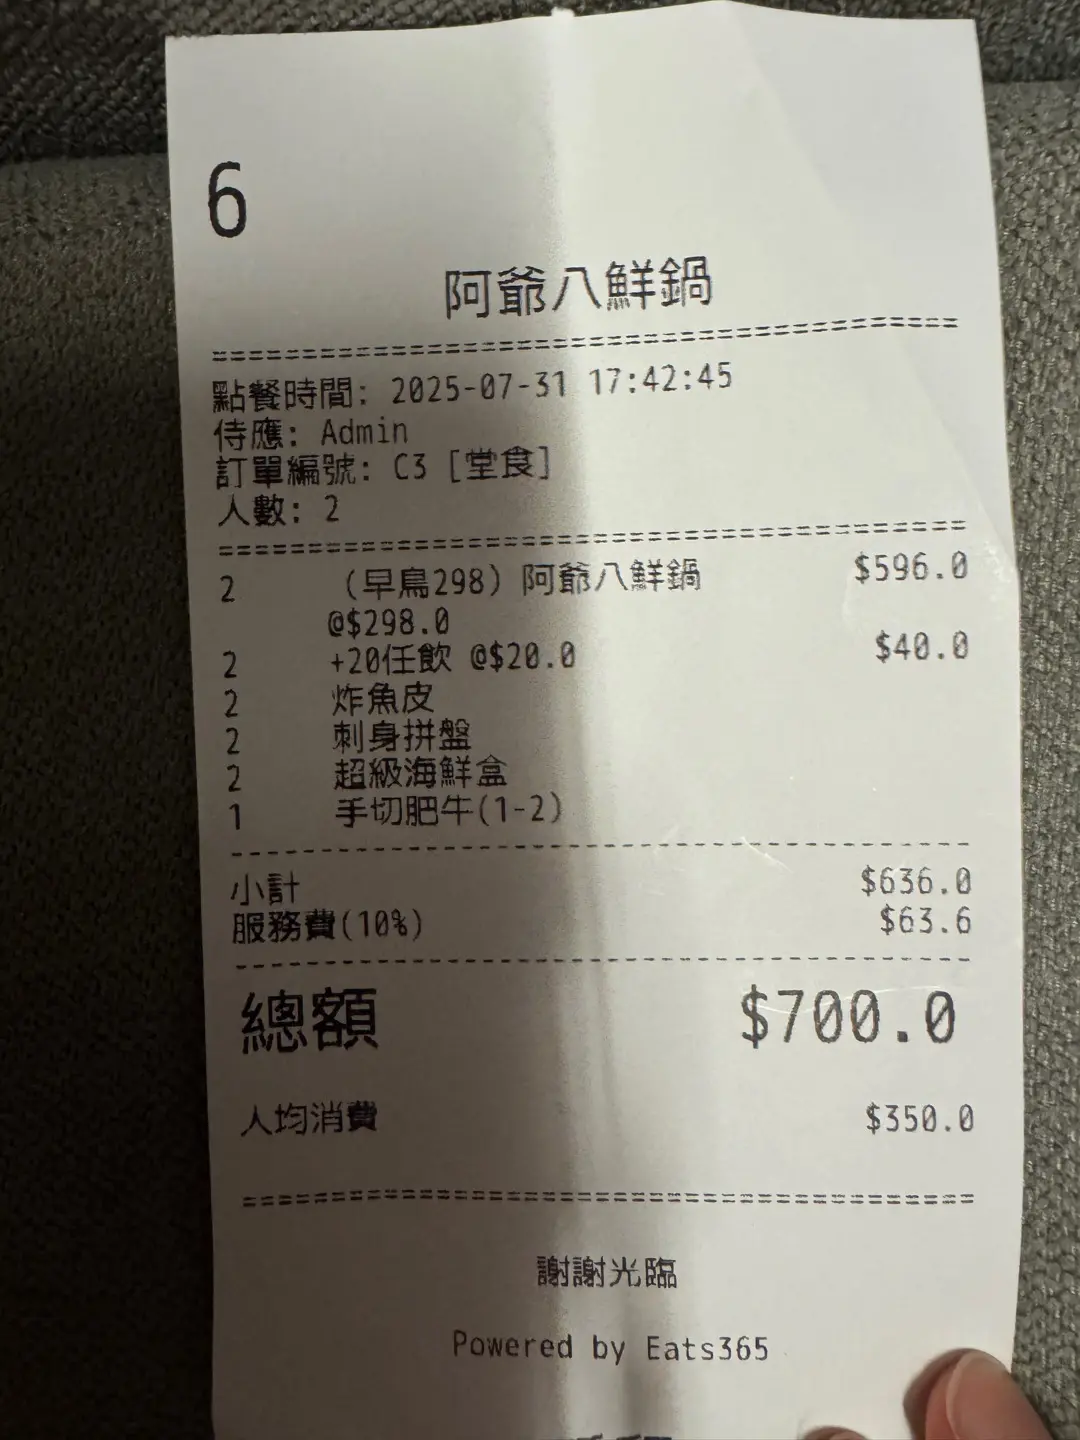 6
阿爺八鮮鍋
========================================
點餐時間: 2025-07-31 17:42:45
侍應: Admin
訂單編號: C3 [堂食]
人數: 2
========================================
2 (早鳥298) 阿爺八鮮鍋 $596.0
@$298.0
2 +20任飲 @$20.0 $40.0
2 炸魚皮
2 刺身拼盤
2 超級海鮮盒
1 手切肥牛(1-2)
----------------------------------------
小計 $636.0
服務費(10%) $63.6
----------------------------------------
總額 $700.0
人均消費 $350.0
========================================
謝謝光臨
Powered by Eats365